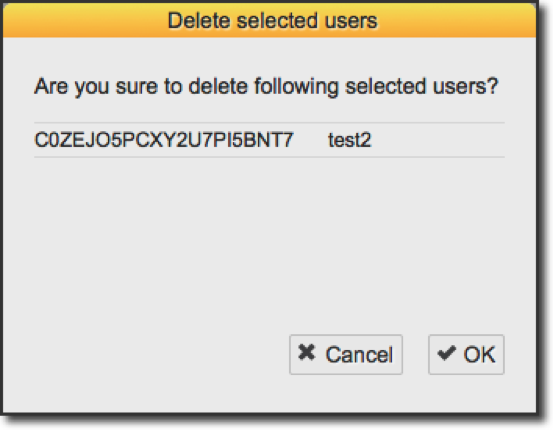 Delete selected users
Are you sure to delete following selected users?
C0ZEJO5PCXY2U7PI5BNT7 test2
Cancel OK